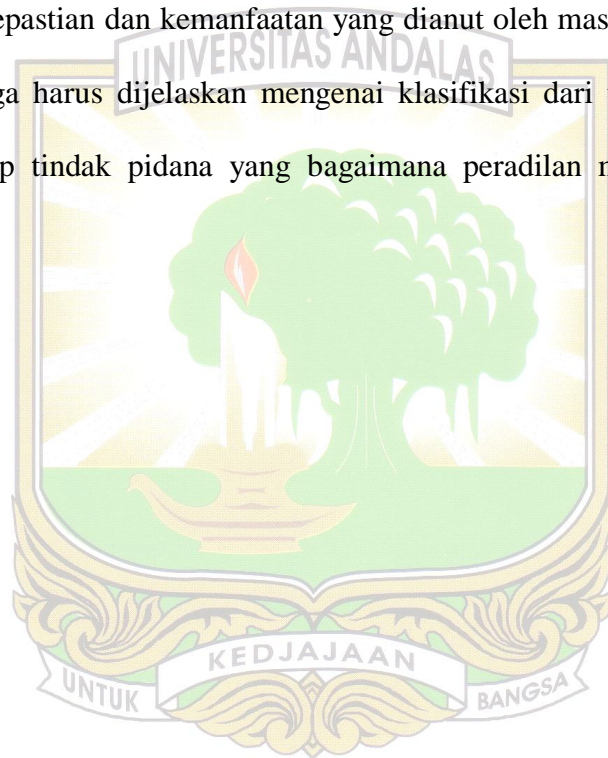 epastian dan kemanfaatan yang dianut oleh mas
UNIVERSITAS ANDALAS
ga harus dijelaskan mengenai klasifikasi dari
p tindak pidana yang bagaimana peradilan
KEDJAJAAN
UNTUK
BANGSA